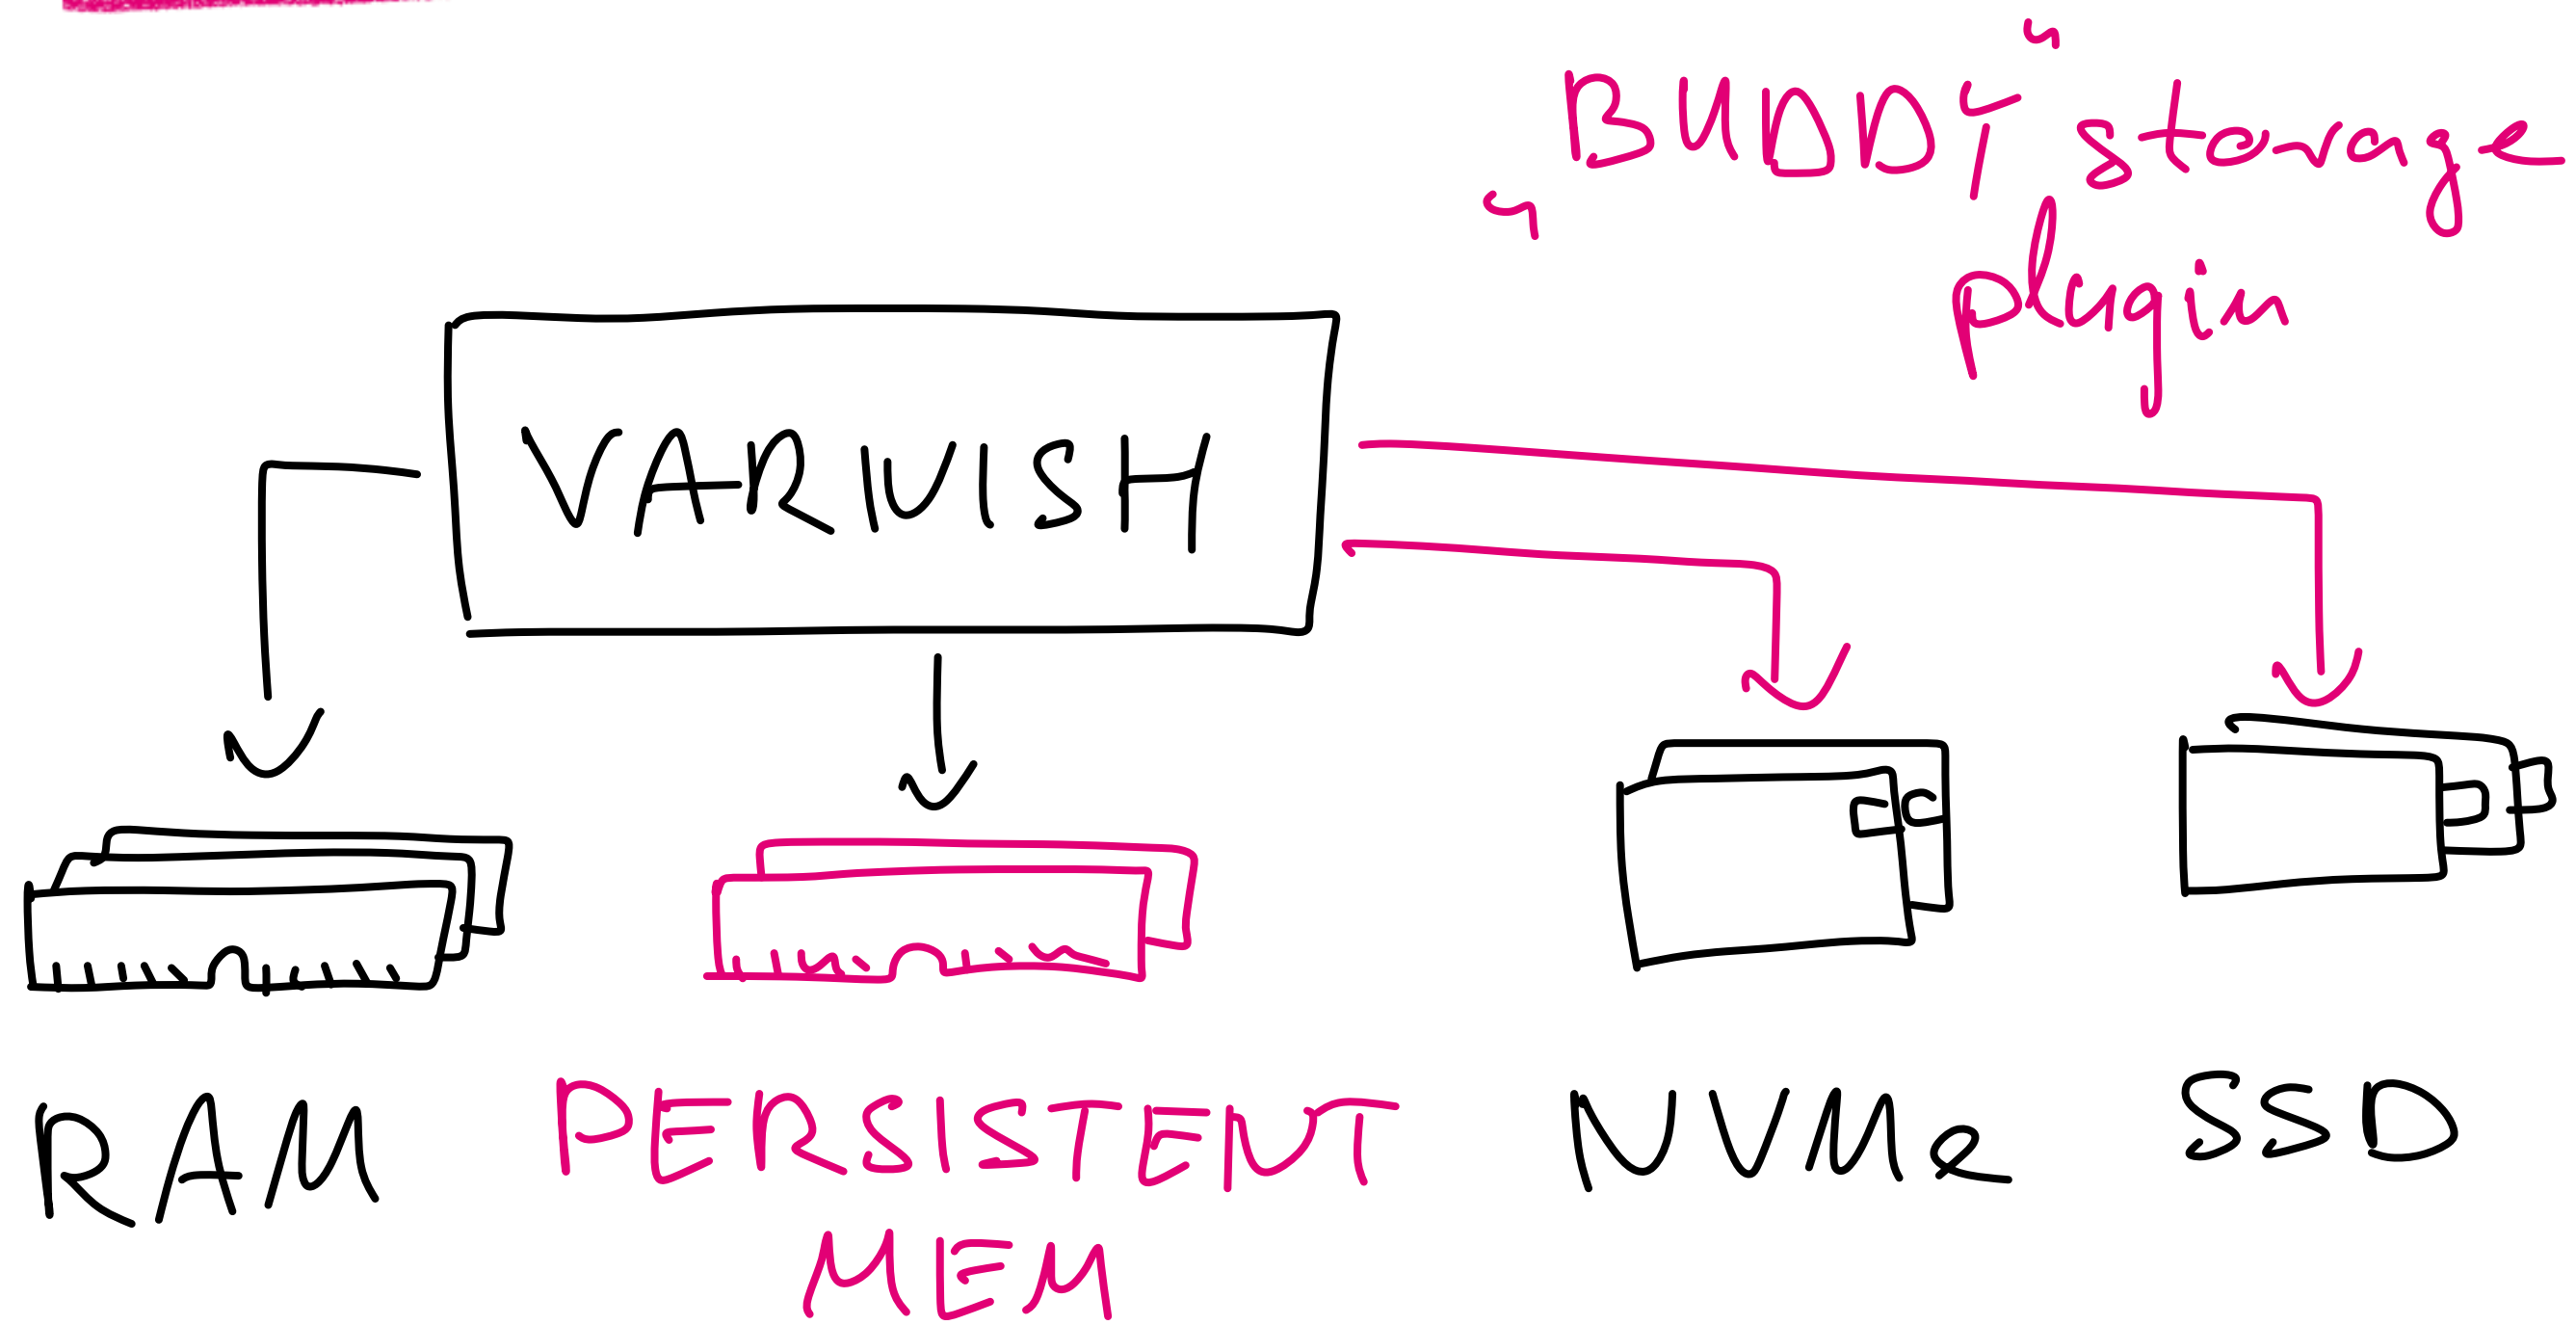 "BUDDY" storage
plugin
VARNISH
RAM
PERSISTENT
MEM
NVMe
SSD